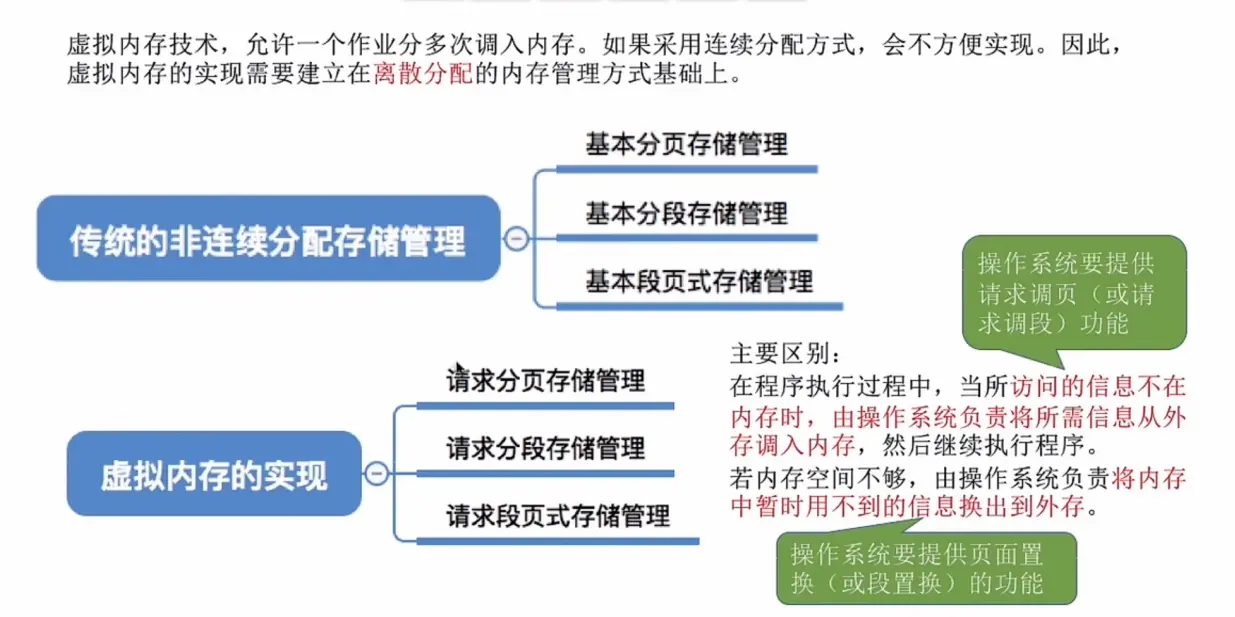 虚拟内存技术，允许一个作业分多次调入内存。如果采用连续分配方式，会不方便实现。因此，
虚拟内存的实现需要建立在离散分配的内存管理方式基础上。
基本分页存储管理
传统的非连续分配存储管理
基本分段存储管理
基本段页式存储管理
操作系统要提供
请求调页（或请
求调段）功能
请求分页存储管理
虚拟内存的实现
请求分段存储管理
请求段页式存储管理
主要区别：
在程序执行过程中，当所访问的信息不在
内存时，由操作系统负责将所需信息从外
存调入内存，然后继续执行程序。
若内存空间不够，由操作系统负责将内存
中暂时用不到的信息换出到外存。
操作系统要提供页面置
换（或段置换）的功能